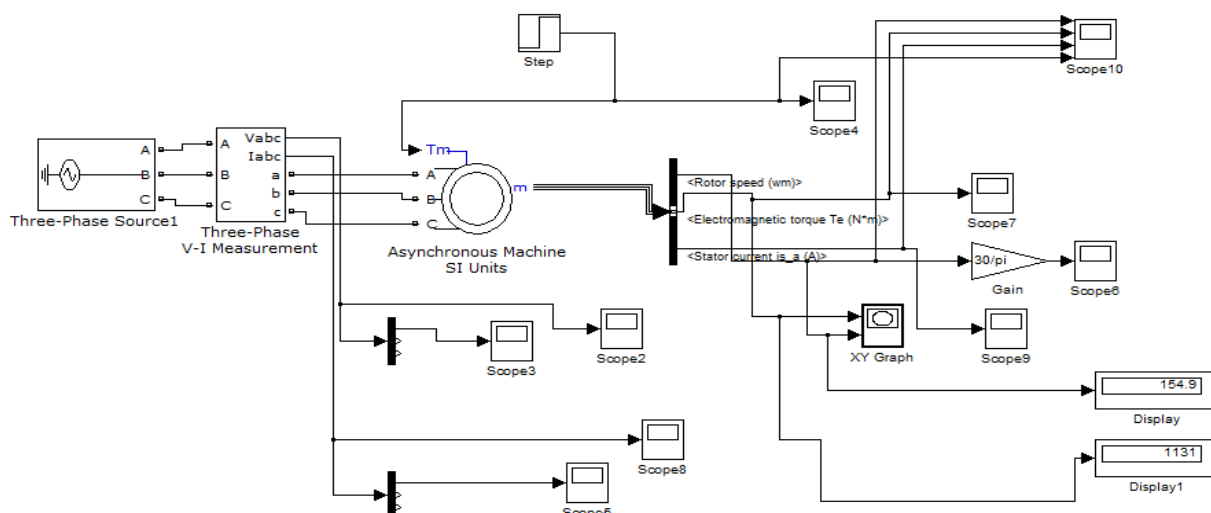 Step
Scope10
Scope4
Vabc
Iabc
A
B
C
A
B
C
a
b
c
Three-Phase Source1
Three-Phase
V-I Measurement
Tm
A
B
C
m
Asynchronous Machine
SI Units
<Rotor speed (wm)>
<Electromagnetic torque Te (N*m)>
<Stator current is_a (A)>
Scope7
30/pi
Gain
Scope6
Scope2
Scope3
XY Graph
Scope9
154.9
Display
Scope8
1131
Display1
Scope5